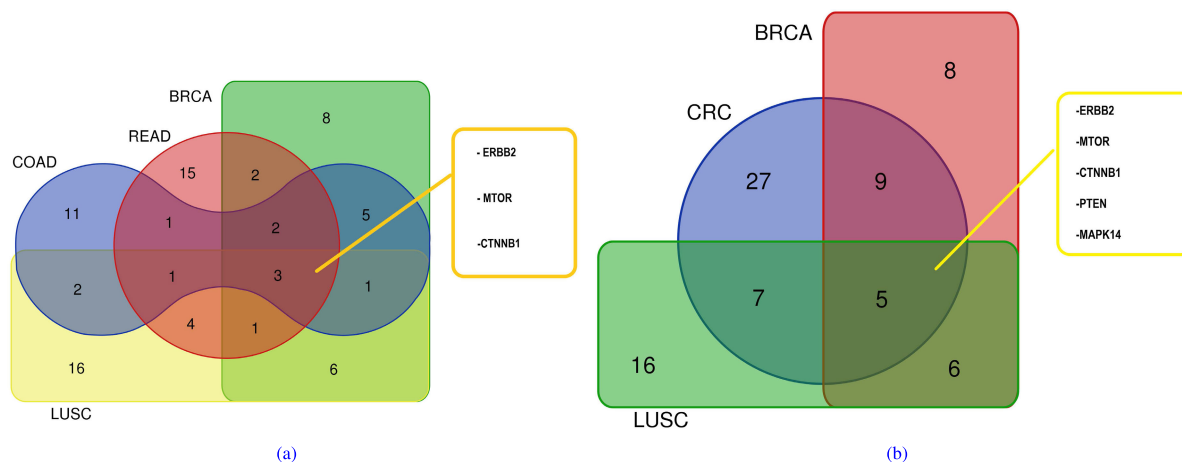 BRCA
8
READ
COAD
15
2
11
1
2
5
2
1
3
1
4
1
16
6
LUSC
- ERBB2
- MTOR
-CTNNB1
(a)
BRCA
8
CRC
27
9
7
5
16
6
LUSC
-ERBB2
-MTOR
-CTNNB1
-PTEN
-MAPK14
(b)